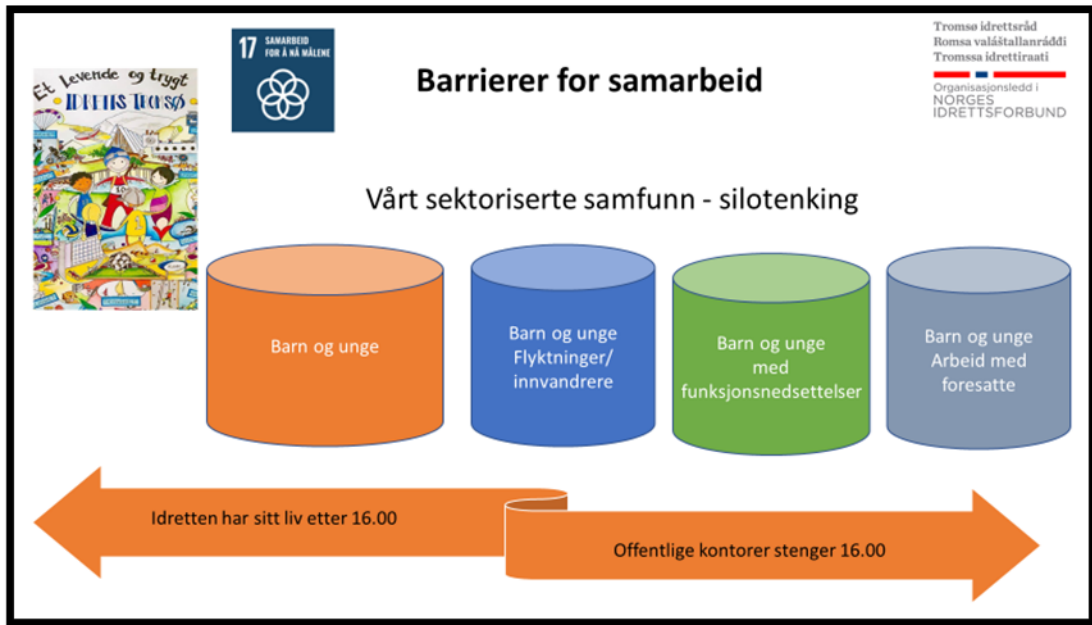 17 SAMARBEID
FOR Å NÅ MÅLENE
Barrierer for samarbeid
Tromsø idrettsråd
Romsa valáštallanráđđi
Tromssa idrettiraati
Organisasjonsledd i
NORGES
IDRETTSFORBUND
Et levende og trygt
IDRETTS TROMSØ
Vårt sektoriserte samfunn - silotenking
Barn og unge
Barn og unge
Flyktninger/
innvandrere
Barn og unge
med
funksjonsnedsettelser
Barn og unge
Arbeid med
foresatte
Idretten har sitt liv etter 16.00
Offentlige kontorer stenger 16.00